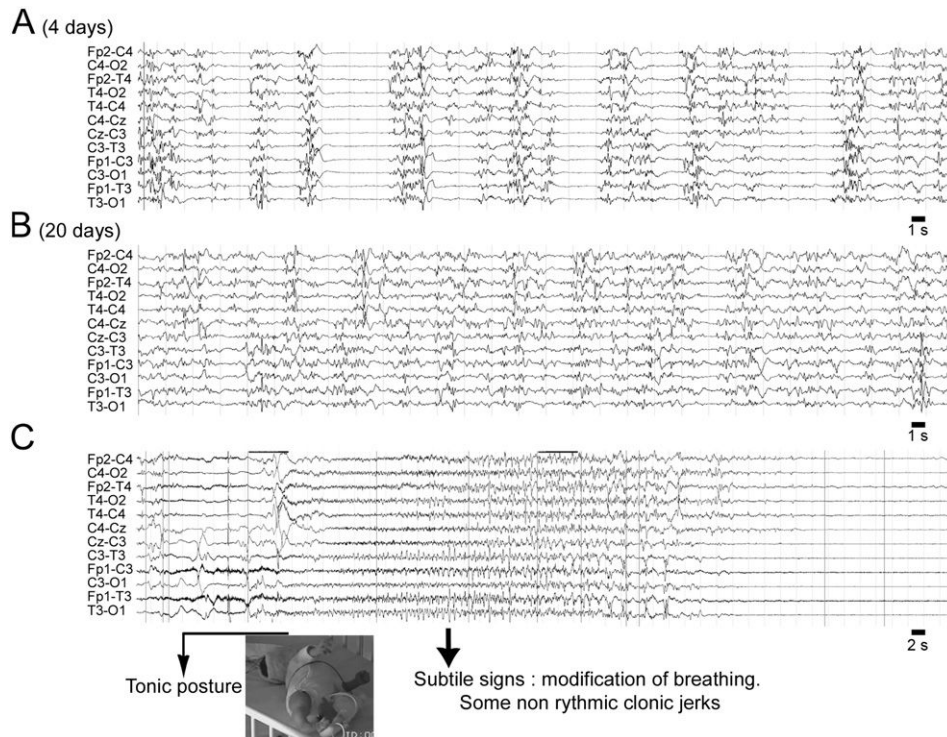 A (4 days)
Fp2-C4
C4-O2
Fp2-T4
T4-O2
T4-C4
C4-Cz
Cz-C3
C3-T3
Fp1-C3
C3-O1
Fp1-T3
T3-O1
1 s
B (20 days)
Fp2-C4
C4-O2
Fp2-T4
T4-O2
T4-C4
C4-Cz
Cz-C3
C3-T3
Fp1-C3
C3-O1
Fp1-T3
T3-O1
1 s
C
Fp2-C4
C4-O2
Fp2-T4
T4-O2
T4-C4
C4-Cz
Cz-C3
C3-T3
Fp1-C3
C3-O1
Fp1-T3
T3-O1
2 s
Tonic posture
Subtile signs : modification of breathing.
Some non rythmic clonic jerks